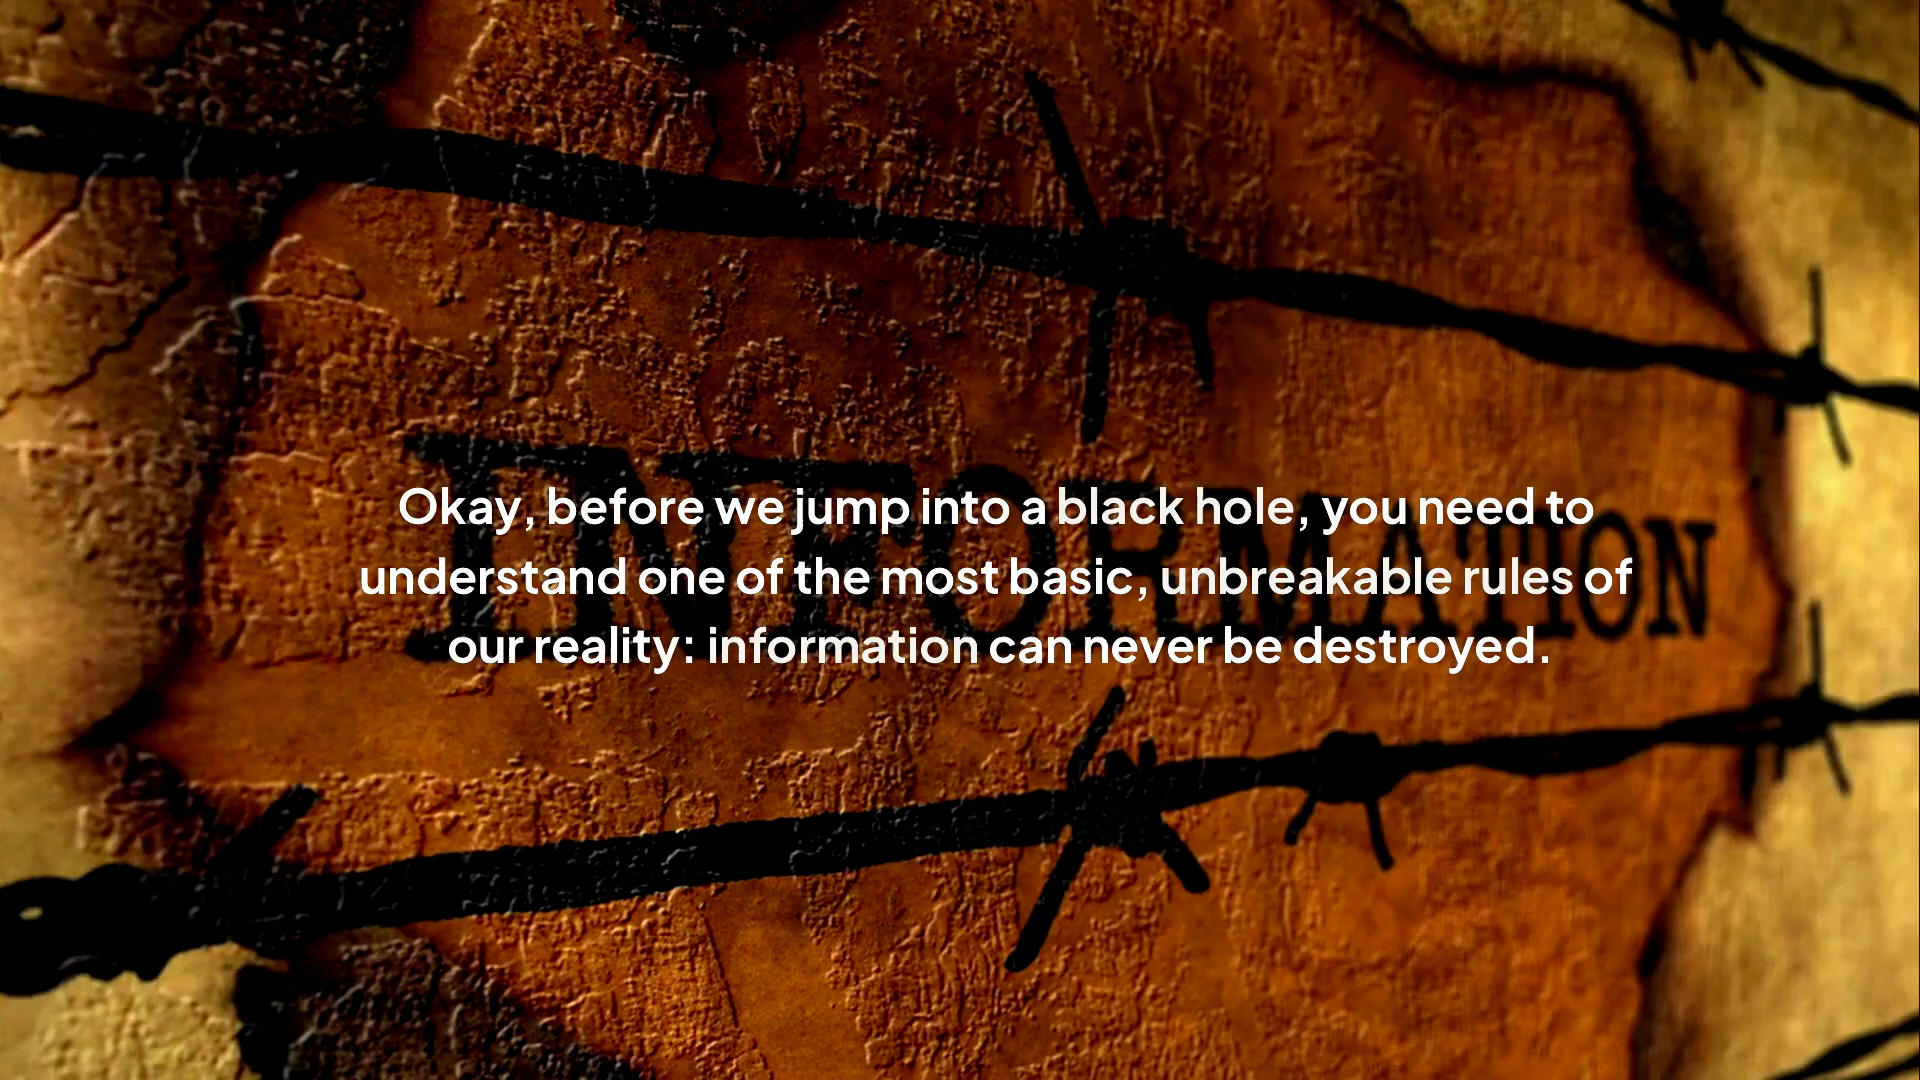 INFORMATION
Okay, before we jump into a black hole, you need to
understand one of the most basic, unbreakable rules of
our reality: information can never be destroyed.